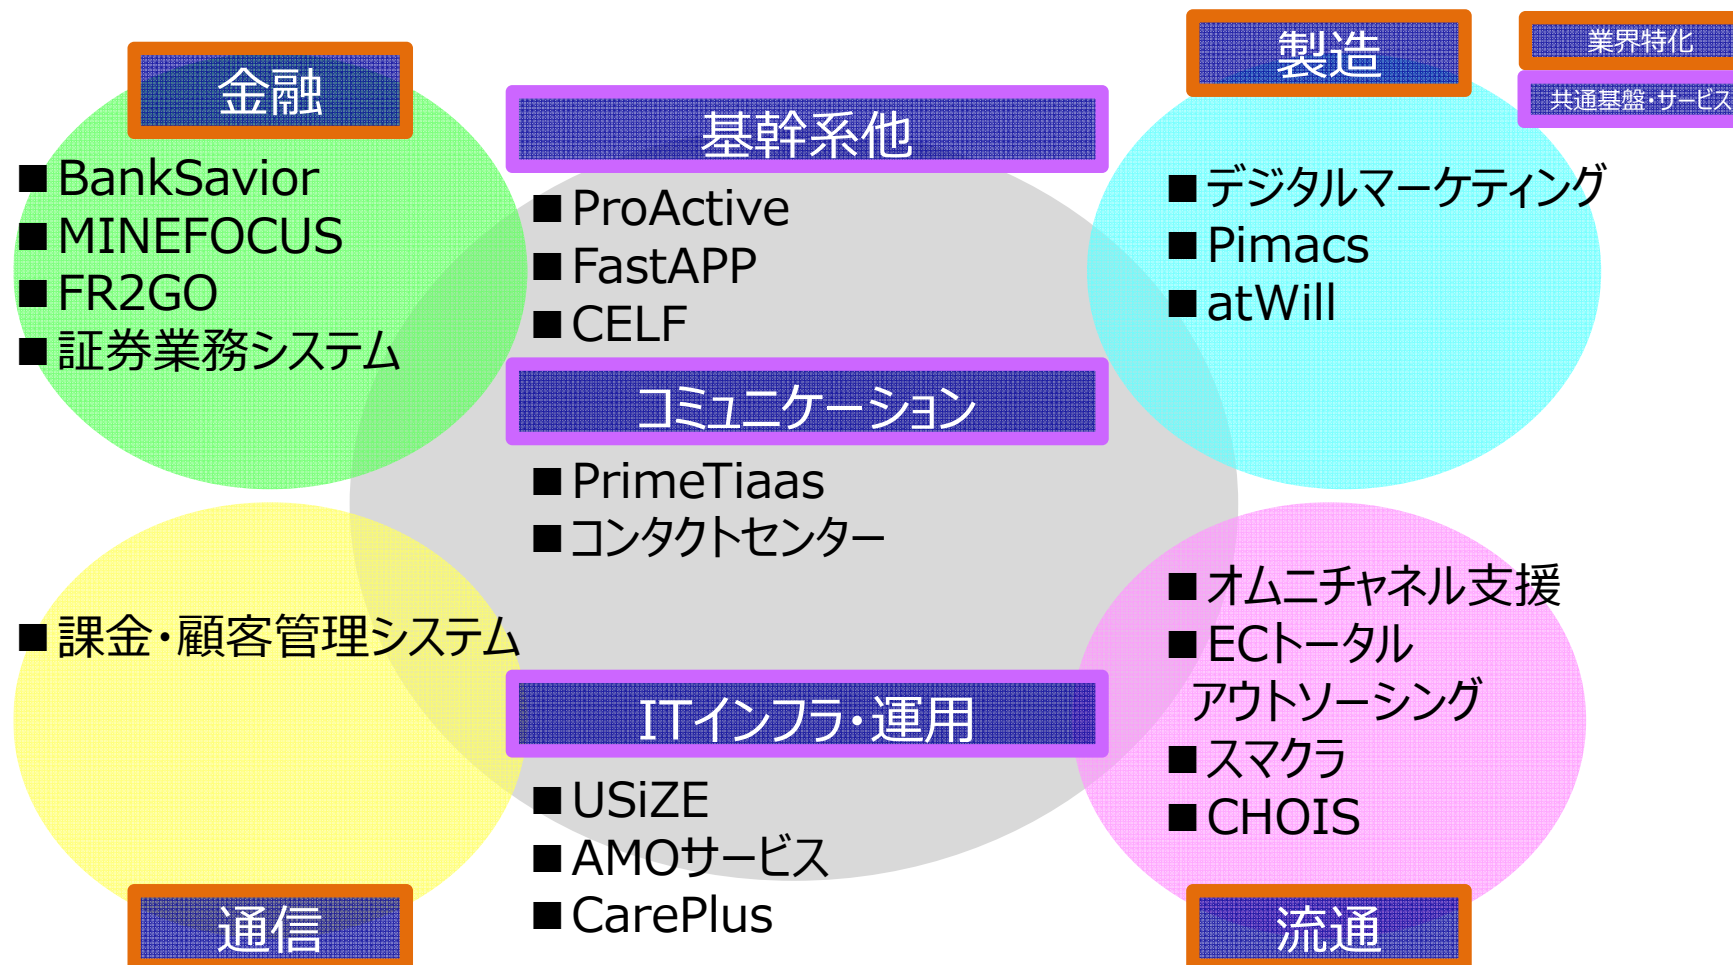 金融
■BankSavior
■MINEFOCUS
■FR2GO
■証券業務システム
基幹系他
■ProActive
■FastAPP
■CELF
コミュニケーション
■PrimeTiaas
■コンタクトセンター
ITインフラ・運用
■USiZE
■AMOサービス
■CarePlus
製造
■デジタルマーケティング
■Pimacs
■atWill
業界特化
共通基盤・サービス
■課金・顧客管理システム
通信
■オムニチャネル支援
■ECトータル
アウトソーシング
■スマクラ
■CHOIS
流通